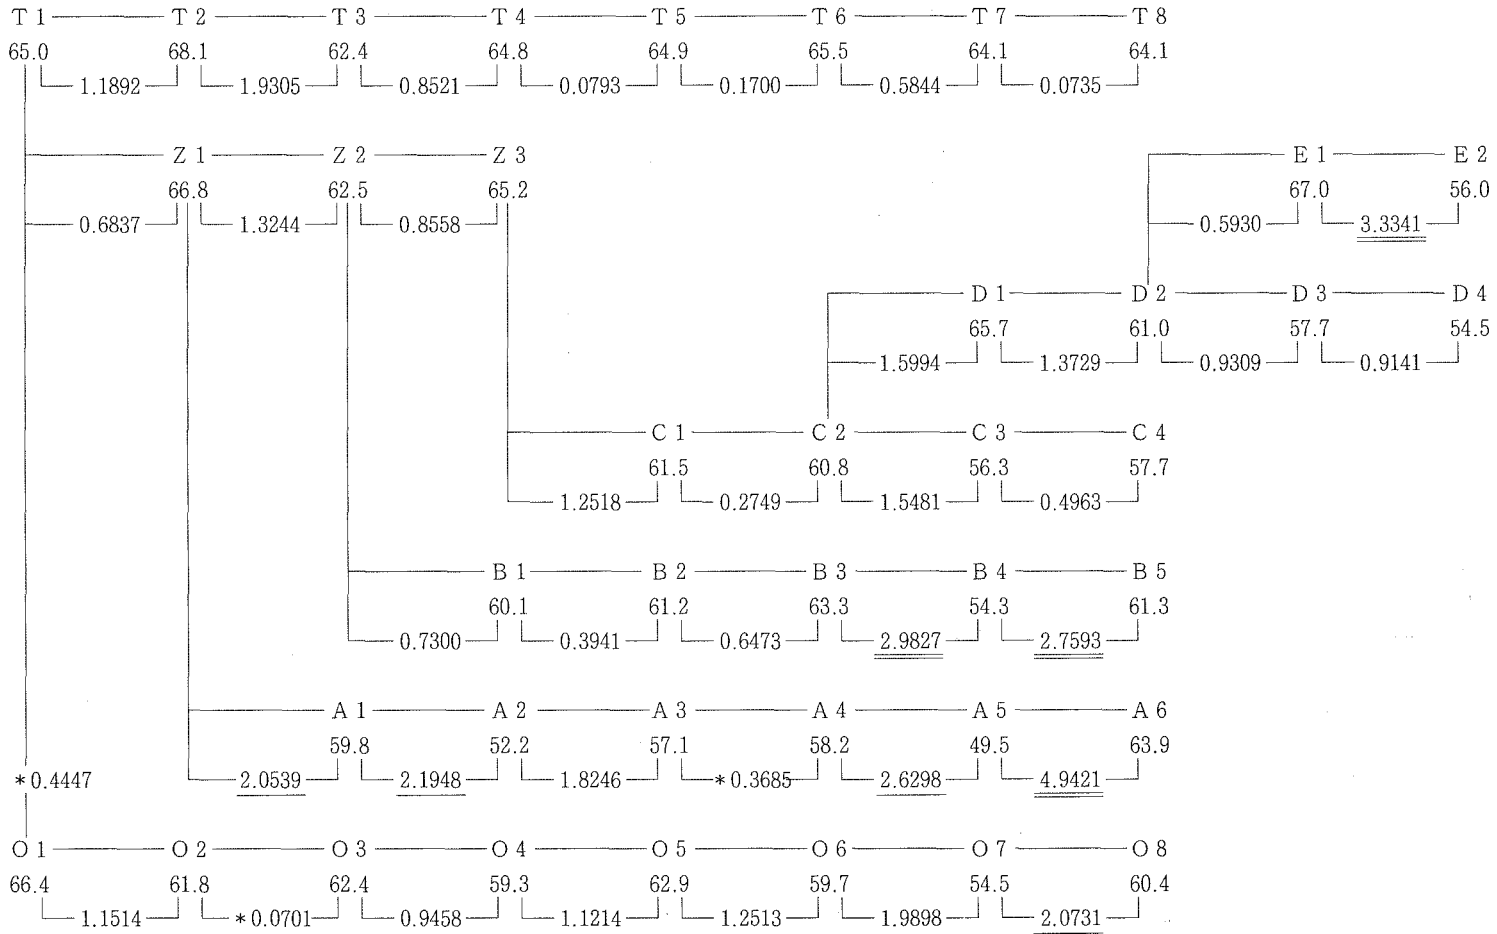 T 1 T 2 T 3 T 4 T 5 T 6 T 7 T 8
65.0 68.1 62.4 64.8 64.9 65.5 64.1 64.1
1.1892 1.9305 0.8521 0.0793 0.1700 0.5844 0.0735
Z 1 Z 2 Z 3 E 1 E 2
66.8 62.5 65.2 67.0 56.0
0.6837 1.3244 0.8558 0.5930 3.3341
D 1 D 2 D 3 D 4
65.7 61.0 57.7 54.5
1.5994 1.3729 0.9309 0.9141
C 1 C 2 C 3 C 4
61.5 60.8 56.3 57.7
1.2518 0.2749 1.5481 0.4963
B 1 B 2 B 3 B 4 B 5
60.1 61.2 63.3 54.3 61.3
0.7300 0.3941 0.6473 2.9827 2.7593
A 1 A 2 A 3 A 4 A 5 A 6
59.8 52.2 57.1 58.2 49.5 63.9
*0.4447 2.0539 2.1948 1.8246 *0.3685 2.6298 4.9421
O 1 O 2 O 3 O 4 O 5 O 6 O 7 O 8
66.4 61.8 62.4 59.3 62.9 59.7 54.5 60.4
1.1514 *0.0701 0.9458 1.1214 1.2513 1.9898 2.0731